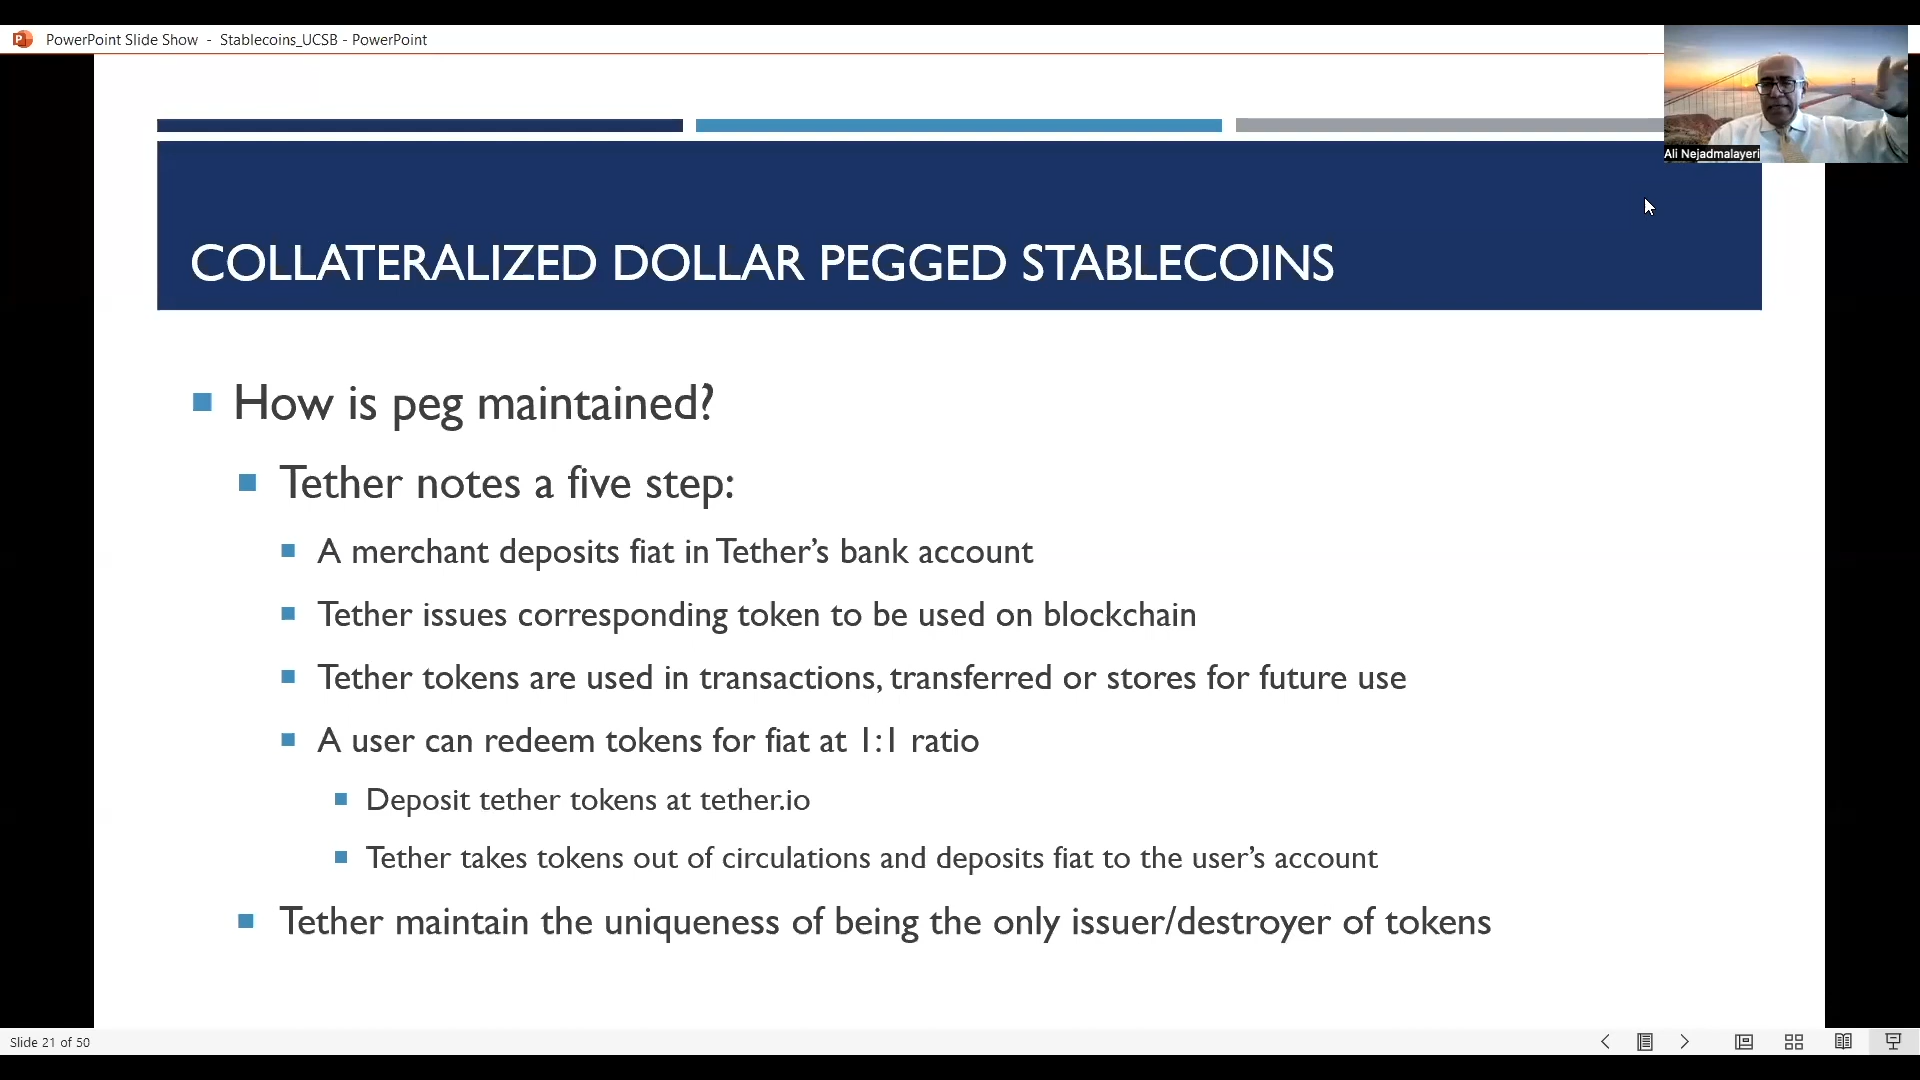 PowerPoint Slide Show - Stablecoins_UCSB - PowerPoint
Ali Nejadmalayeri
COLLATERALIZED DOLLAR PEGGED STABLECOINS
How is peg maintained?
Tether notes a five step:
A merchant deposits fiat in Tether’s bank account
Tether issues corresponding token to be used on blockchain
Tether tokens are used in transactions, transferred or stores for future use
A user can redeem tokens for fiat at 1:1 ratio
Deposit tether tokens at tether.io
Tether takes tokens out of circulations and deposits fiat to the user’s account
Tether maintain the uniqueness of being the only issuer/destroyer of tokens
Slide 21 of 50